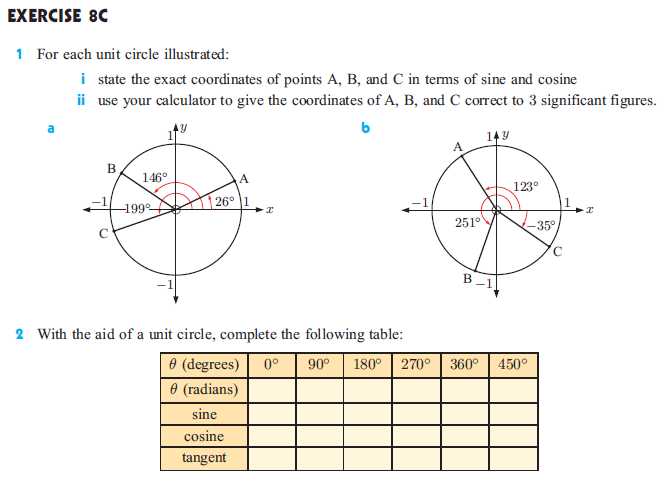 EXERCISE 8C
1 For each unit circle illustrated:
i state the exact coordinates of points A, B, and C in terms of sine and cosine
ii use your calculator to give the coordinates of A, B, and C correct to 3 significant figures.
a
1 y
B
146°
A
−1
199°
26°
1
x
C
−1
b
1 y
A
123°
−1
1
x
251°
−35°
C
B
−1
2 With the aid of a unit circle, complete the following table:
θ (degrees) 0° 90° 180° 270° 360° 450°
θ (radians)
sine
cosine
tangent